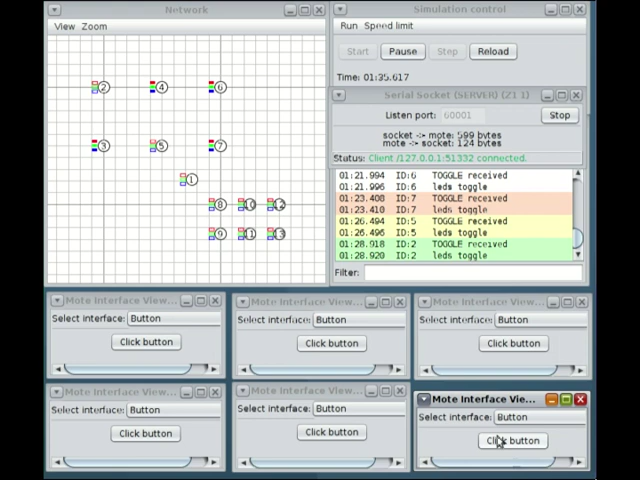 Network
View Zoom
2
4
6
3
5
7
1
8
10
12
9
11
13
Simulation control
Run Speed limit
Start
Pause
Step
Reload
Time: 01:35.617
Serial Socket (SERVER) (Z1 1)
Listen port: 60001
Stop
socket -> mote: 599 bytes
mote -> socket: 124 bytes
Status: Client /127.0.0.1:51332 connected.
01:21.994 ID:6 TOGGLE received
01:21.996 ID:6 leds toggle
01:23.408 ID:7 TOGGLE received
01:23.410 ID:7 leds toggle
01:26.494 ID:5 TOGGLE received
01:26.496 ID:5 leds toggle
01:28.918 ID:2 TOGGLE received
01:28.920 ID:2 leds toggle
Filter:
Mote Interface View...
Select interface: Button
Click button
Mote Interface View...
Select interface: Button
Click button
Mote Interface View...
Select interface: Button
Click button
Mote Interface View...
Select interface: Button
Click button
Mote Interface View...
Select interface: Button
Click button
Mote Interface Vie...
Select interface: Button
Click button